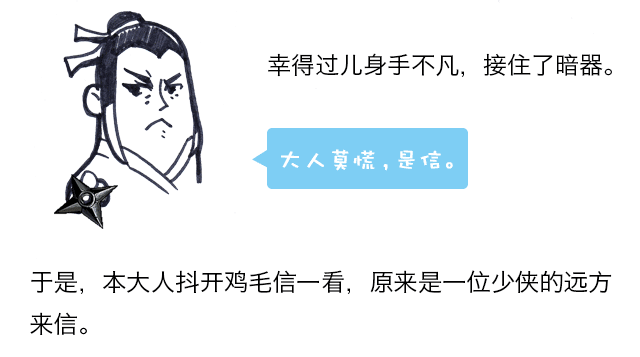 幸得过儿身手不凡，接住了暗器。
大人莫慌，是信。
于是，本大人抖开鸡毛信一看，原来是一位少侠的远方
来信。